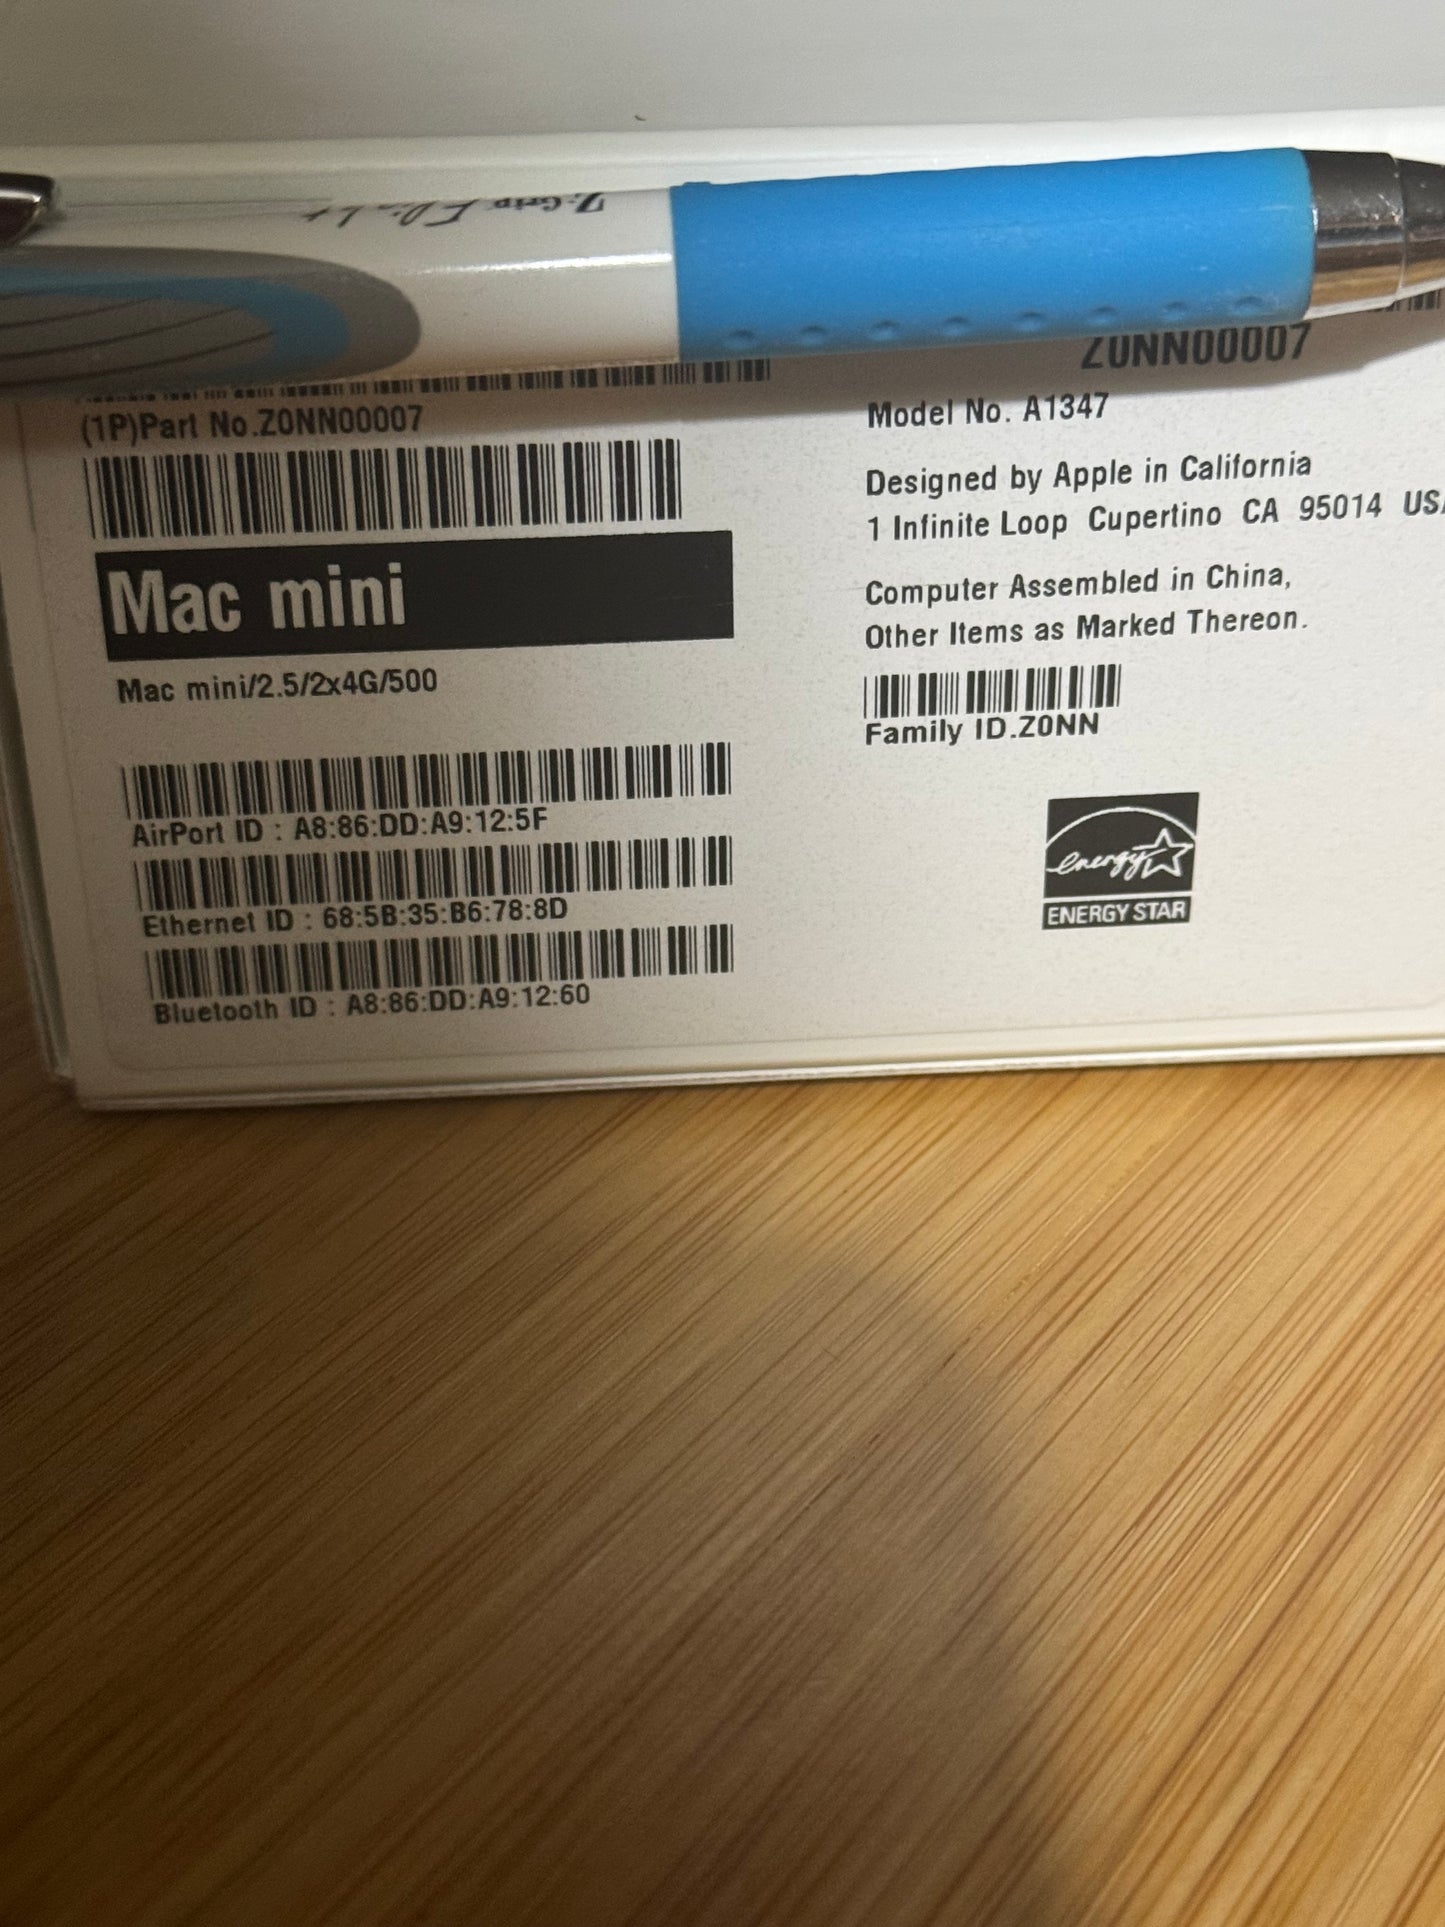 Z-Grip Flight
Z0NN00007
(1P)Part No.Z0NN00007
Mac mini
Mac mini/2.5/2x4G/500
AirPort ID : A8:86:DD:A9:12:5F
Ethernet ID : 68:5B:35:B6:78:8D
Bluetooth ID : A8:86:DD:A9:12:60
Model No. A1347
Designed by Apple in California
1 Infinite Loop Cupertino CA 95014
Computer Assembled in China,
Other Items as Marked Thereon.
Family ID.Z0NN
energy
ENERGY STAR